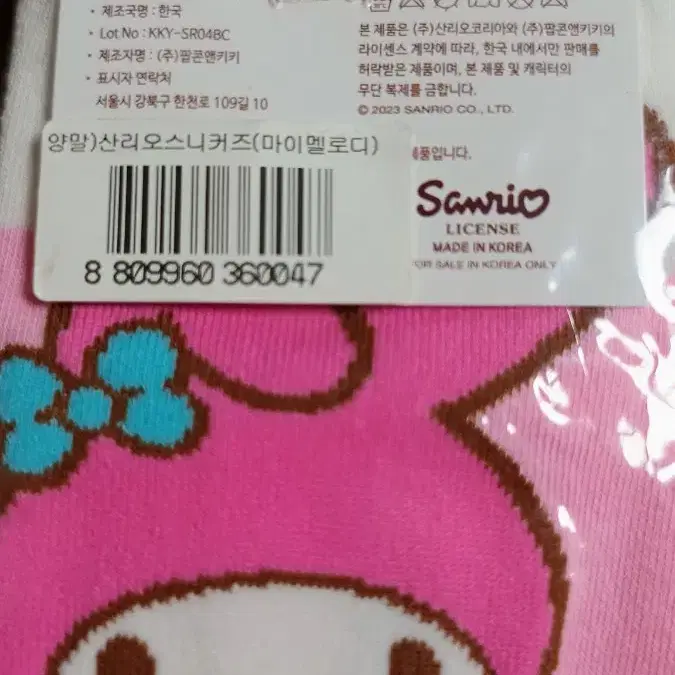 · 제조국명 : 한국
· Lot No : KKY-SR04BC
· 제조자명 : (주)팝콘앤키키
· 표시자 연락처
서울시 강북구 한천로 109길 10
본 제품은 (주)산리오코리아와 (주)팝콘앤키키의
라이센스 계약에 따라, 한국 내에서만 판매를
허락받은 제품이며, 본 제품 및 캐릭터의
무단 복제를 금합니다.
© 2023 SANRIO CO., LTD.
제품입니다.
양말)산리오스니커즈(마이멜로디)
8 809960 360047
Sanrio
LICENSE
MADE IN KOREA
FOR SALE IN KOREA ONLY